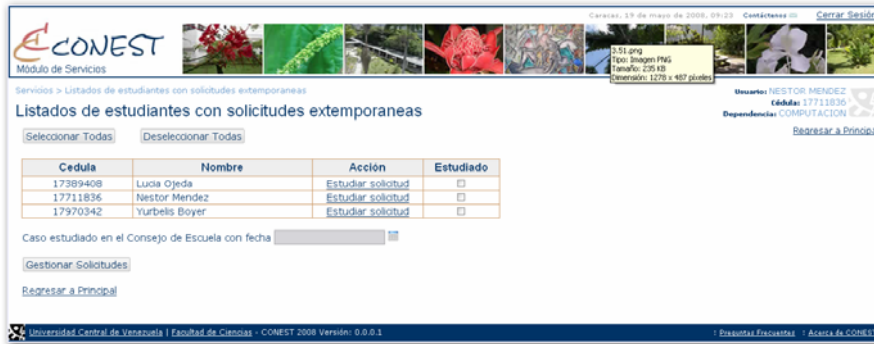 Caracas, 19 de mayo de 2008, 09:23 Contáctenos Cerrar Sesión
CONEST
Módulo de Servicios
3.51.png
Tipo: Imagen PNG
Tamaño: 235 KB
Dimensión: 1278 x 487 píxeles
Servicios > Listados de estudiantes con solicitudes extemporaneas
Usuario: NESTOR MENDEZ
Cédula: 17711836
Dependencia: COMPUTACION
Listados de estudiantes con solicitudes extemporaneas
Regresar a Principal
Seleccionar Todas Deseleccionar Todas
Cedula Nombre Acción Estudiado
17389408 Lucia Ojeda Estudiar solicitud
17711836 Nestor Mendez Estudiar solicitud
17970342 Yurbelis Boyer Estudiar solicitud
Caso estudiado en el Consejo de Escuela con fecha
Gestionar Solicitudes
Regresar a Principal
Universidad Central de Venezuela | Facultad de Ciencias - CONEST 2008 Versión: 0.0.0.1 : Preguntas Frecuentes : Acerca de CONEST